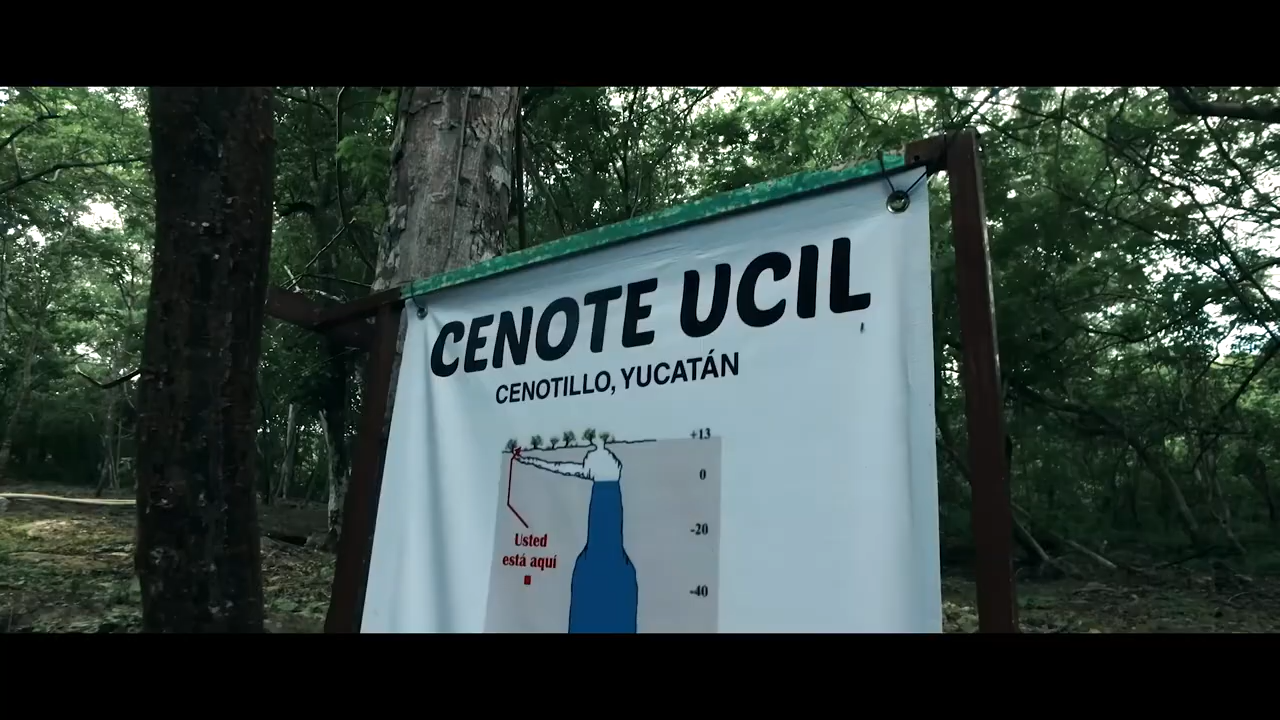 CENOTE UCIL
CENOTILLO, YUCATÁN
+13
0
-20
Usted
está aquí
-40